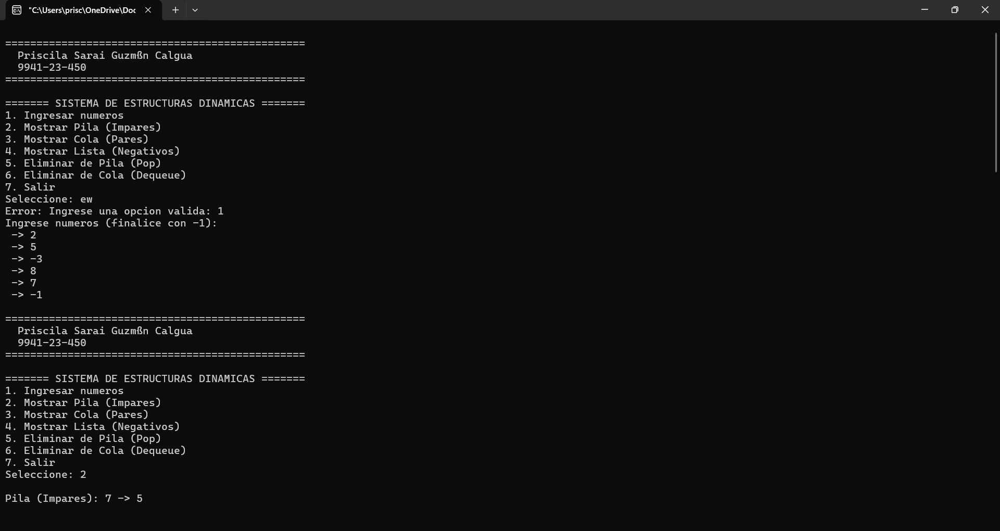 "C:\Users\prisc\OneDrive\Doc
================================================
  Priscila Sarai Guzmßn Calgua
  9941-23-450
================================================
======= SISTEMA DE ESTRUCTURAS DINAMICAS =======
1. Ingresar numeros
2. Mostrar Pila (Impares)
3. Mostrar Cola (Pares)
4. Mostrar Lista (Negativos)
5. Eliminar de Pila (Pop)
6. Eliminar de Cola (Dequeue)
7. Salir
Seleccione: ew
Error: Ingrese una opcion valida: 1
Ingrese numeros (finalice con -1):
 -> 2
 -> 5
 -> -3
 -> 8
 -> 7
 -> -1
================================================
  Priscila Sarai Guzmßn Calgua
  9941-23-450
================================================
======= SISTEMA DE ESTRUCTURAS DINAMICAS =======
1. Ingresar numeros
2. Mostrar Pila (Impares)
3. Mostrar Cola (Pares)
4. Mostrar Lista (Negativos)
5. Eliminar de Pila (Pop)
6. Eliminar de Cola (Dequeue)
7. Salir
Seleccione: 2
Pila (Impares): 7 -> 5